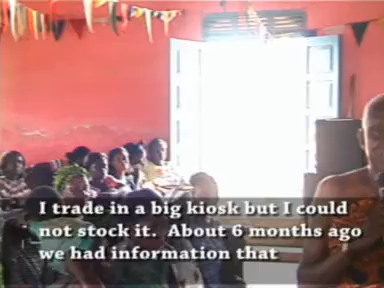 I trade in a big kiosk but I could
not stock it.  About 6 months ago
we had information that